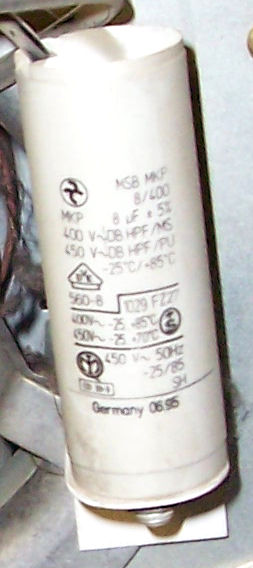 MSB MKP
8/400
MKP 8 µF ± 5%
400 V~ DB HPF/MS
450 V~ DB HPF/PU
-25°C/+85°C
560-8 1029 FZZ7
400V~ -25 +85°C
450V~ -25 +70°C
450 V~ 50Hz
-25/85
SH
Germany 06.95